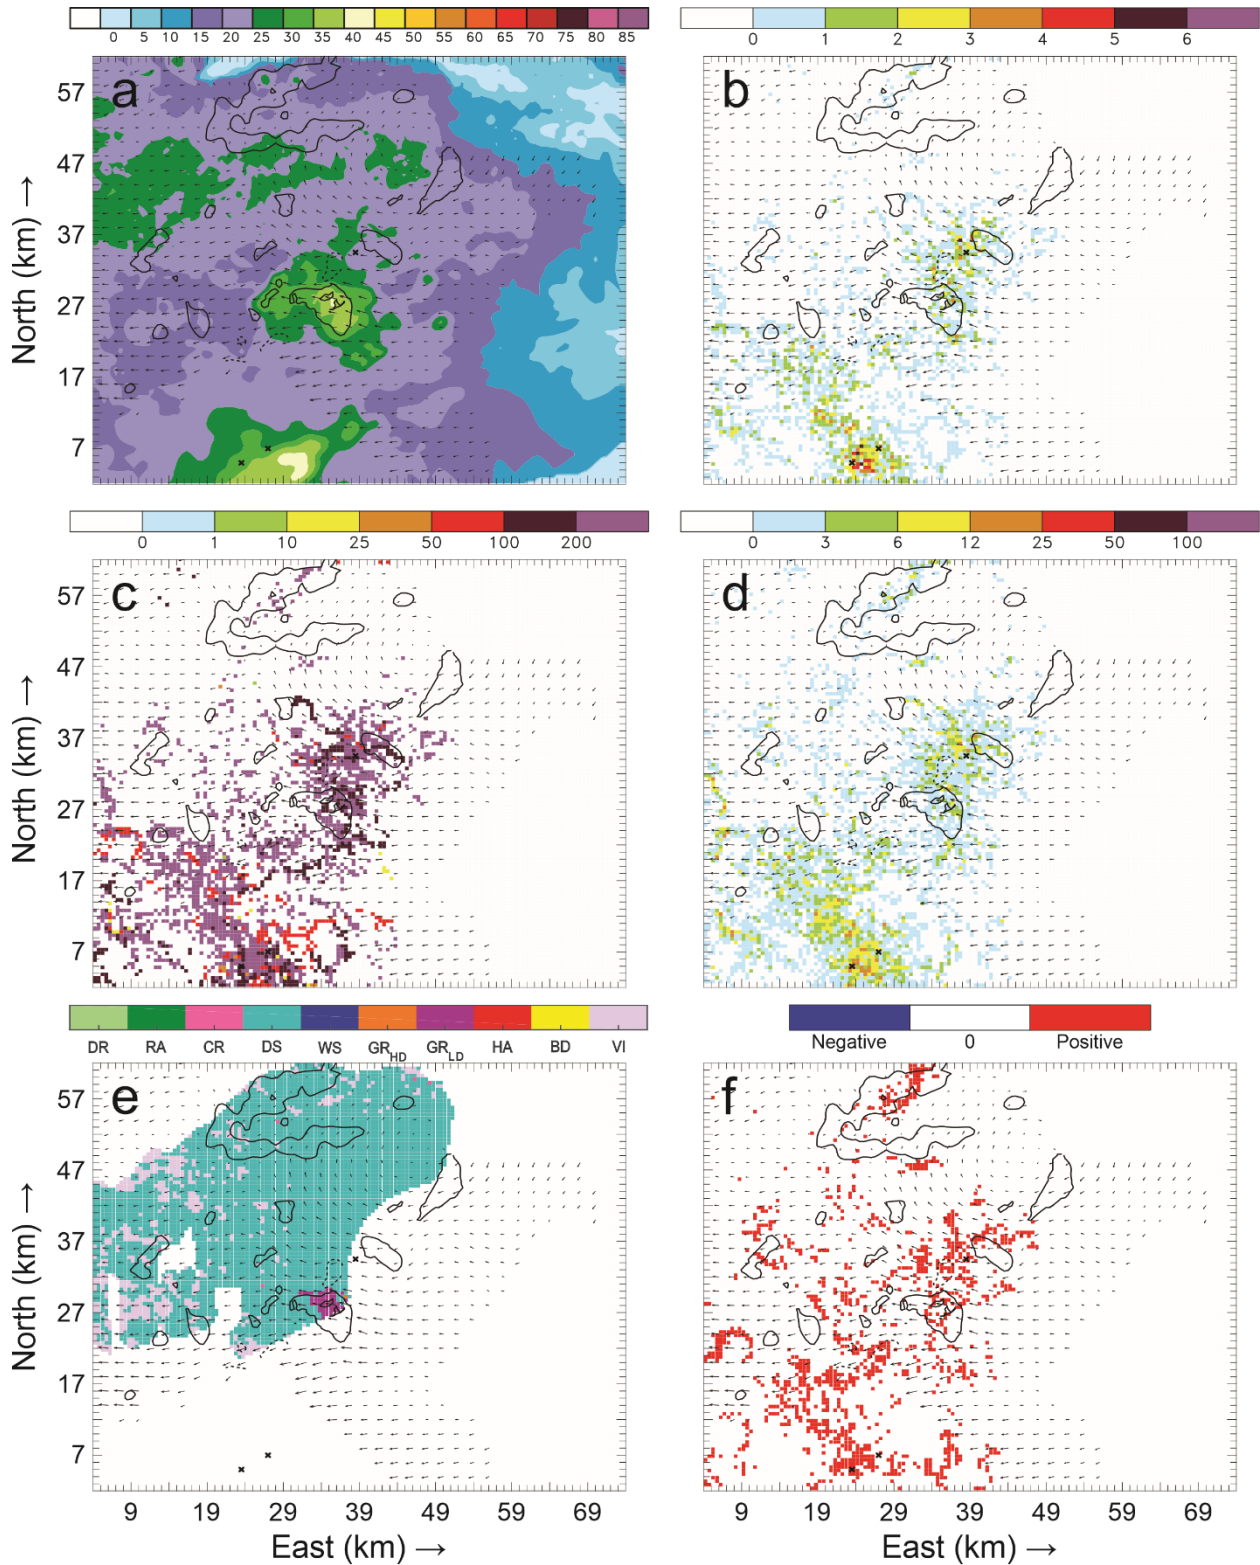 0 5 10 15 20 25 30 35 40 45 50 55 60 65 70 75 80 85
0 1 2 3 4 5 6
a
b
57
47
37
27
17
7
North (km) →
0 1 10 25 50 100 200
0 3 6 12 25 50 100
c
d
57
47
37
27
17
7
North (km) →
DR RA CR DS WS GR HD GR LD HA BD VI
Negative 0 Positive
e
f
57
47
37
27
17
7
North (km) →
9 19 29 39 49 59 69
9 19 29 39 49 59 69
East (km) →
East (km) →